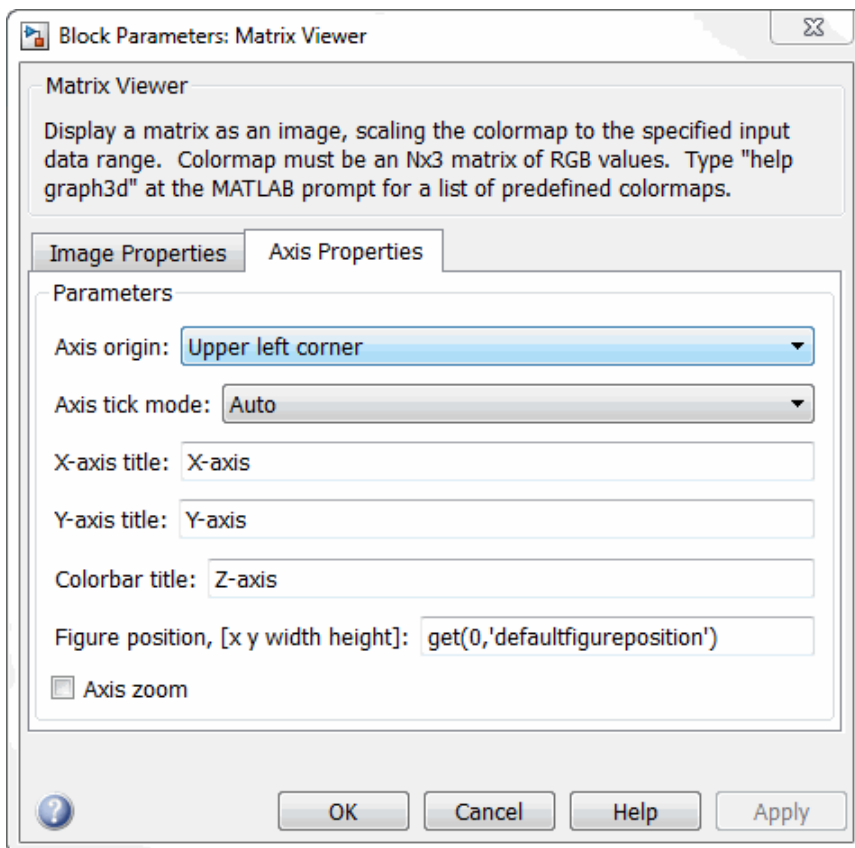 Block Parameters: Matrix Viewer
Matrix Viewer
Display a matrix as an image, scaling the colormap to the specified input
data range. Colormap must be an Nx3 matrix of RGB values. Type "help
graph3d" at the MATLAB prompt for a list of predefined colormaps.
Image Properties Axis Properties
Parameters
Axis origin: Upper left corner
Axis tick mode: Auto
X-axis title: X-axis
Y-axis title: Y-axis
Colorbar title: Z-axis
Figure position, [x y width height]: get(0,'defaultfigureposition')
Axis zoom
? OK Cancel Help Apply